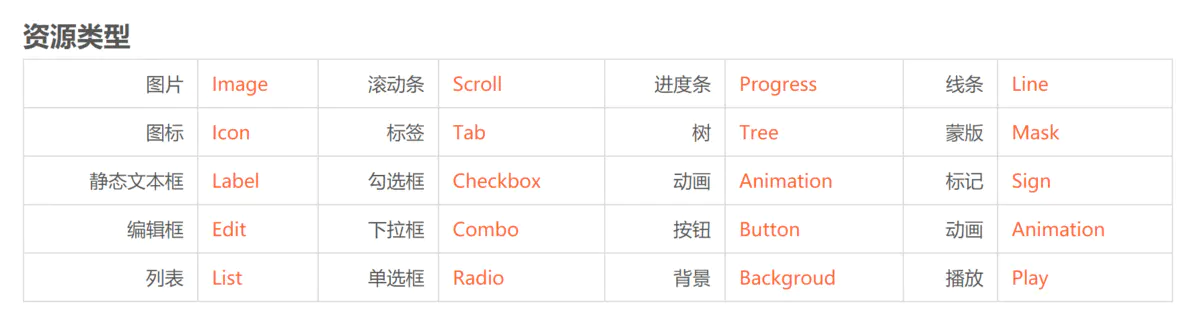 资源类型
图片 Image 滚动条 Scroll 进度条 Progress 线条 Line
图标 Icon 标签 Tab 树 Tree 蒙版 Mask
静态文本框 Label 勾选框 Checkbox 动画 Animation 标记 Sign
编辑框 Edit 下拉框 Combo 按钮 Button 动画 Animation
列表 List 单选框 Radio 背景 Backgroud 播放 Play